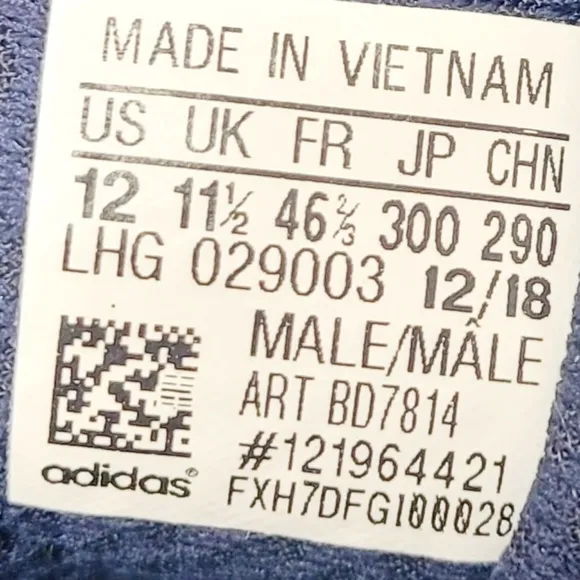 MADE IN VIETNAM
US UK FR JP CHN
12 11½ 46⅔ 300 290
LHG 029003 12/18
MALE/MÂLE
ART BD7814
#121964421
adidas® FXH7DFGI00028